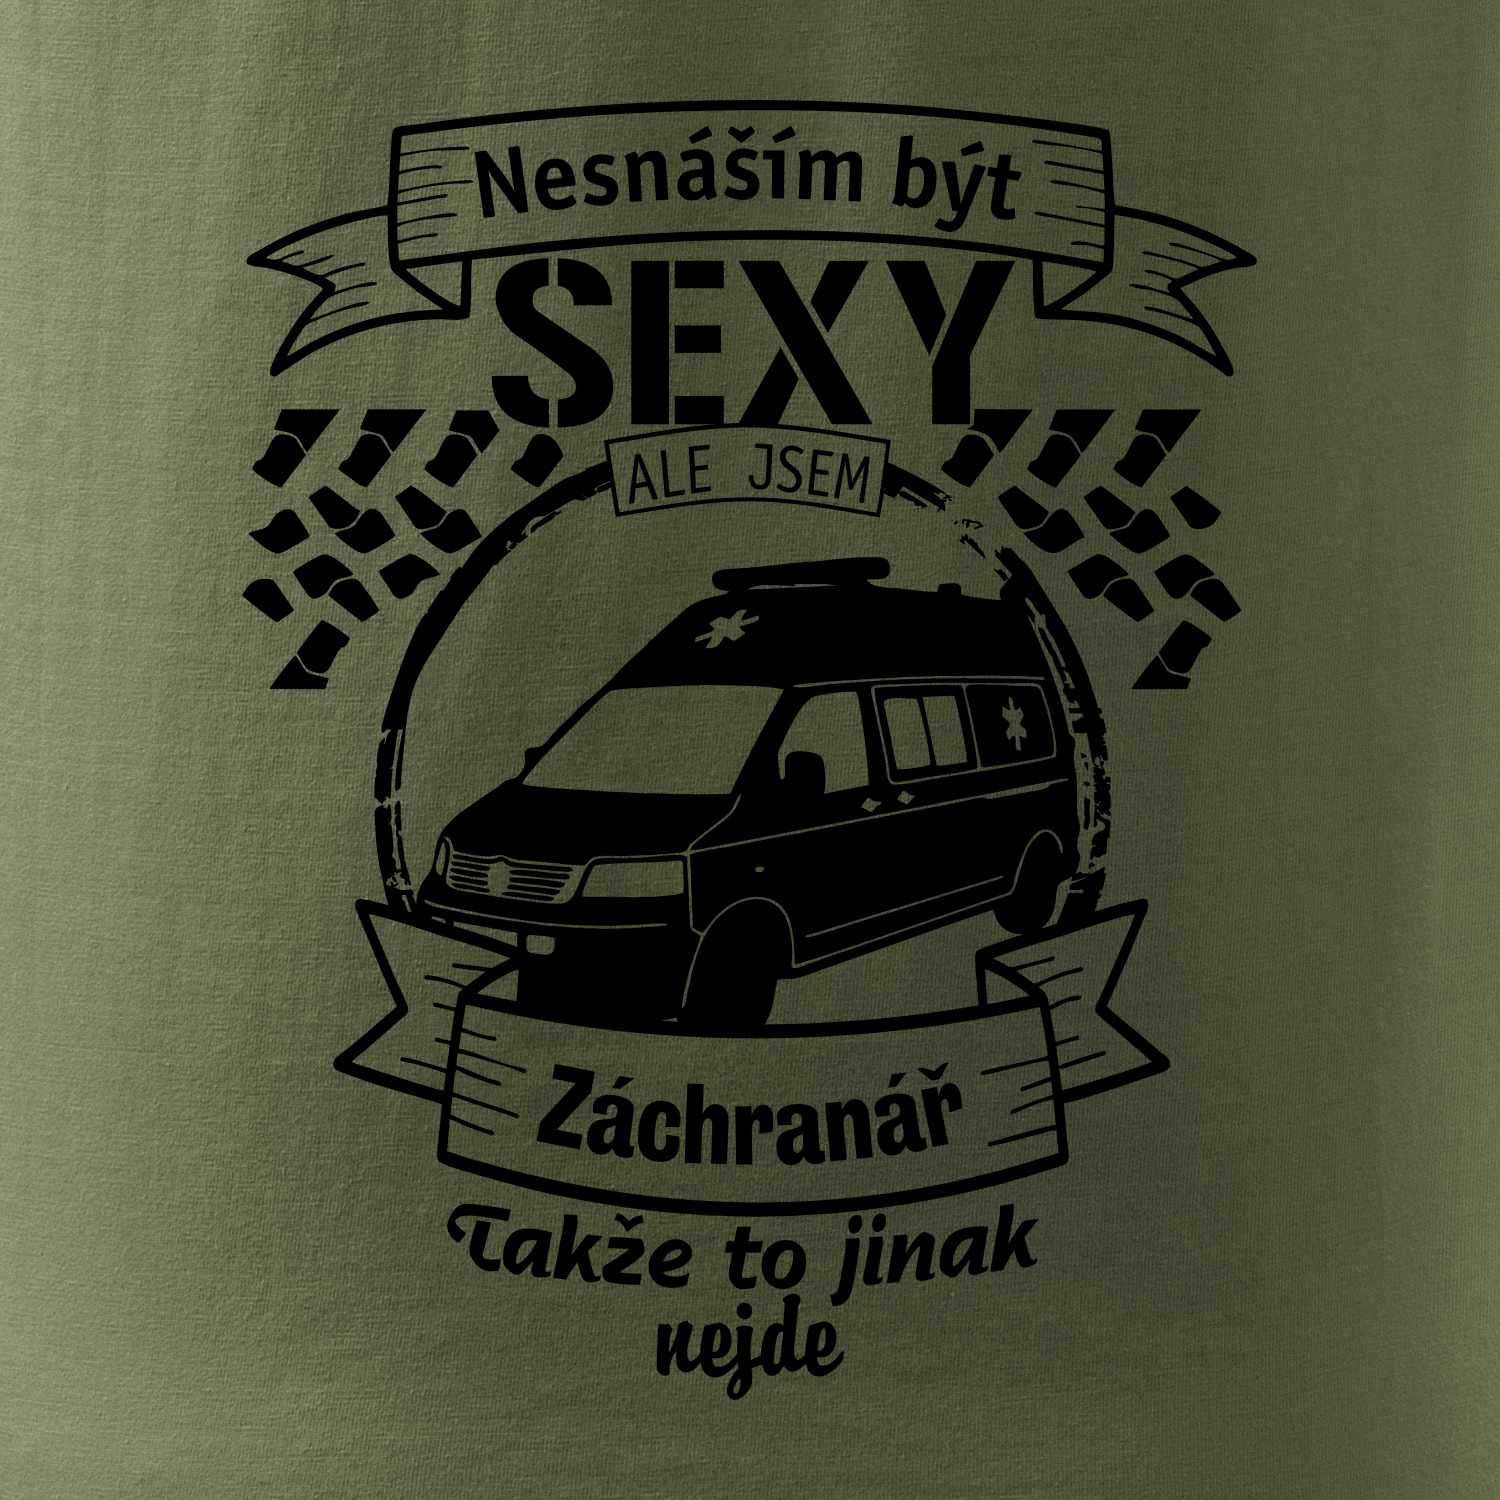 Nesnáším být
SEXY
ALE JSEM
Záchranář
Takže to jinak
nejde